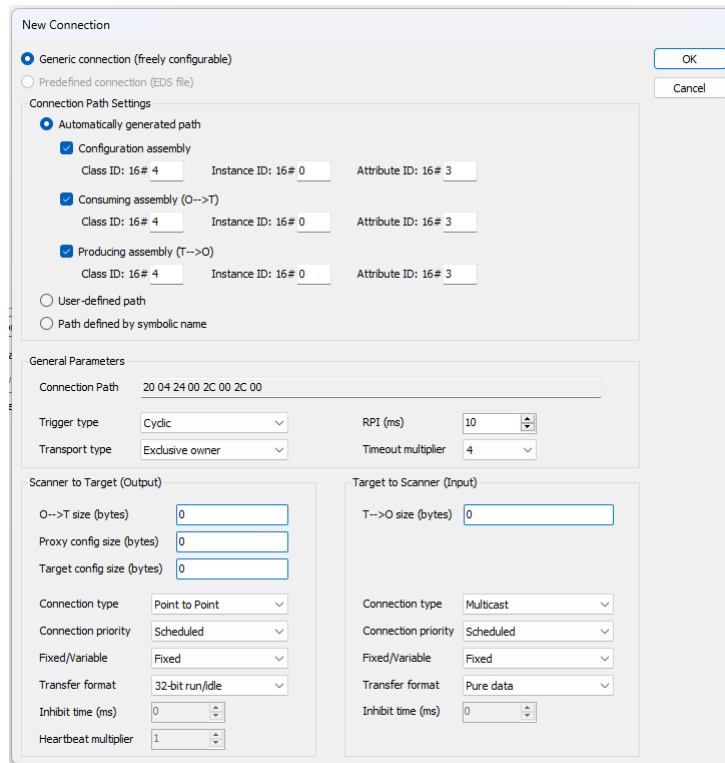 New Connection
Generic connection (freely configurable)
OK
Predefined connection (EDS file)
Cancel
Connection Path Settings
Automatically generated path
Configuration assembly
Class ID: 16# 4 Instance ID: 16# 0 Attribute ID: 16# 3
Consuming assembly (O-->T)
Class ID: 16# 4 Instance ID: 16# 0 Attribute ID: 16# 3
Producing assembly (T-->O)
Class ID: 16# 4 Instance ID: 16# 0 Attribute ID: 16# 3
User-defined path
Path defined by symbolic name
General Parameters
Connection Path 20 04 24 00 2C 00 2C 00
Trigger type Cyclic RPI (ms) 10
Transport type Exclusive owner Timeout multiplier 4
Scanner to Target (Output) Target to Scanner (Input)
O-->T size (bytes) 0 T-->O size (bytes) 0
Proxy config size (bytes) 0
Target config size (bytes) 0
Connection type Point to Point Connection type Multicast
Connection priority Scheduled Connection priority Scheduled
Fixed/Variable Fixed Fixed/Variable Fixed
Transfer format 32-bit run/idle Transfer format Pure data
Inhibit time (ms) 0 Inhibit time (ms) 0
Heartbeat multiplier 1